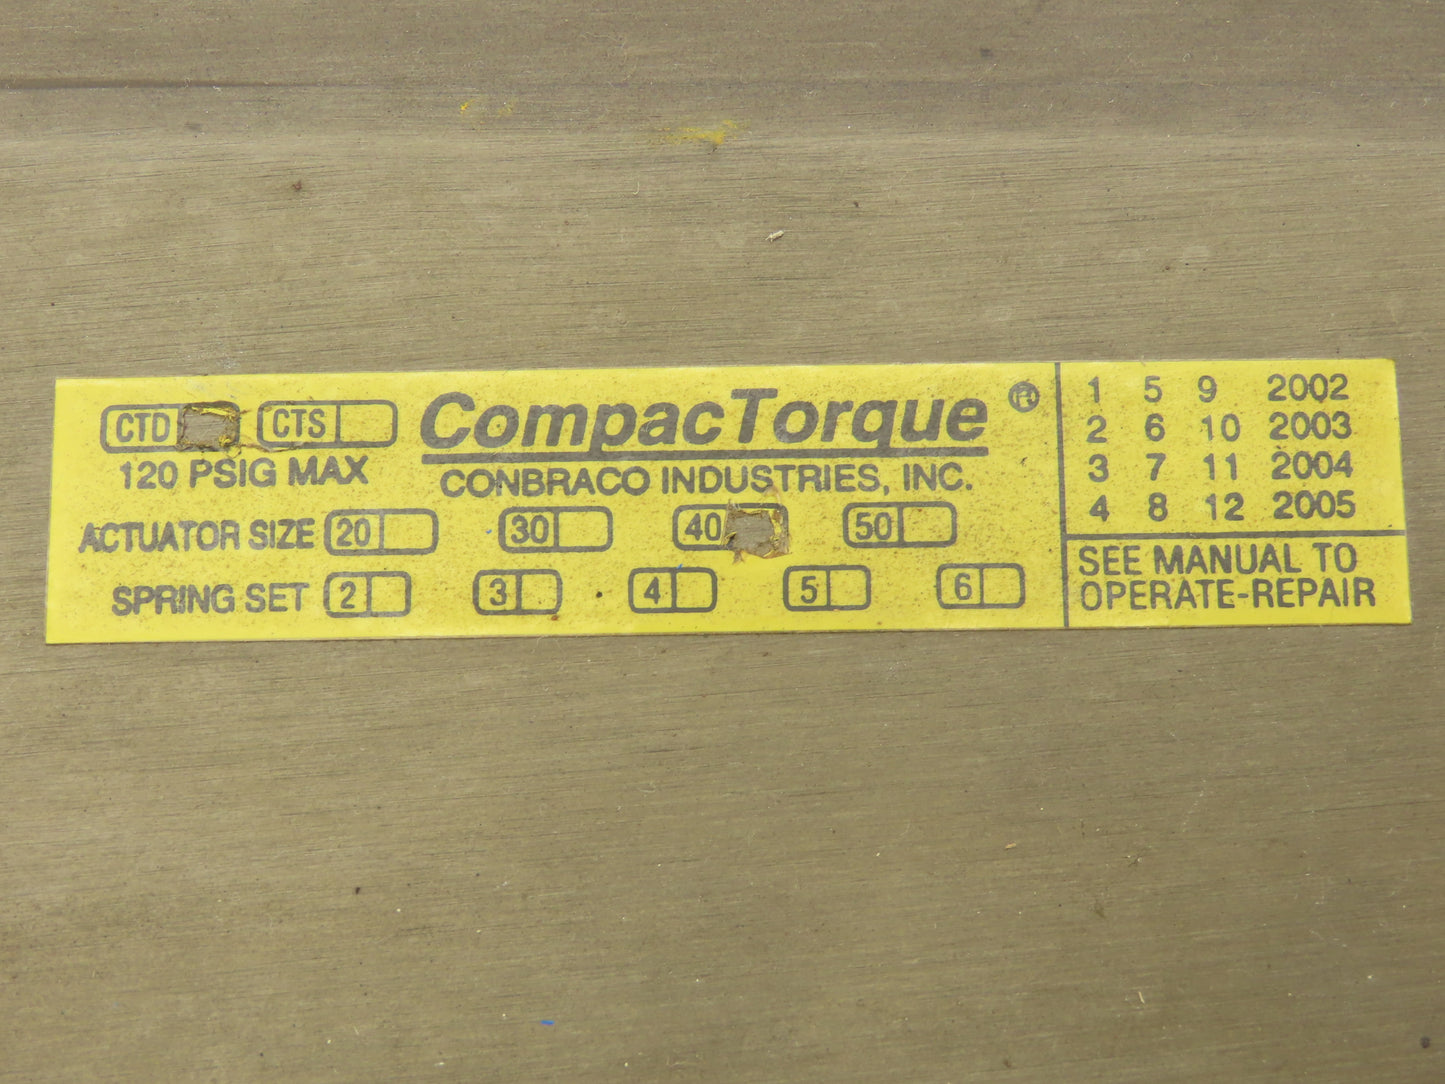 CTD CTS CompacTorque ®
120 PSIG MAX CONBRACO INDUSTRIES, INC.
ACTUATOR SIZE 20 30 40 50
SPRING SET 2 3 4 5 6
1 5 9 2002
2 6 10 2003
3 7 11 2004
4 8 12 2005
SEE MANUAL TO
OPERATE-REPAIR